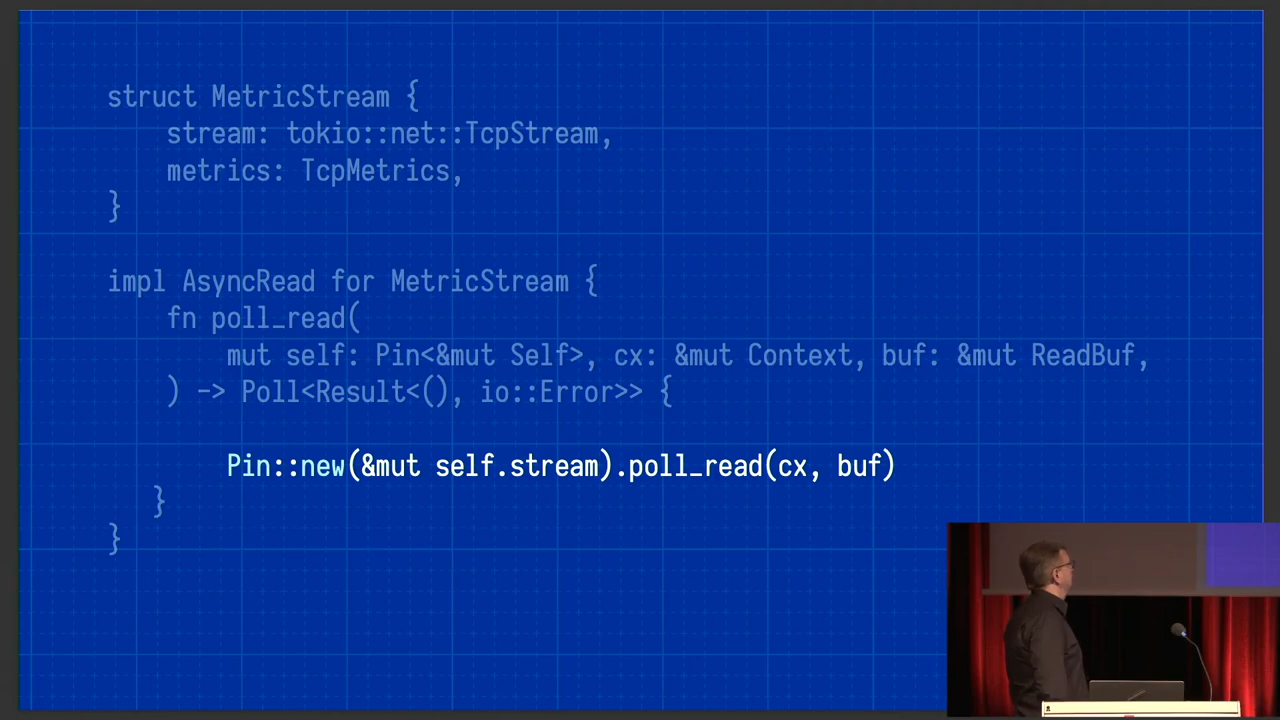 struct MetricStream {
    stream: tokio::net::TcpStream,
    metrics: TcpMetrics,
}
impl AsyncRead for MetricStream {
    fn poll_read(
        mut self: Pin<&mut Self>, cx: &mut Context, buf: &mut ReadBuf,
    ) -> Poll<Result<(), io::Error>> {
        Pin::new(&mut self.stream).poll_read(cx, buf)
   }
}